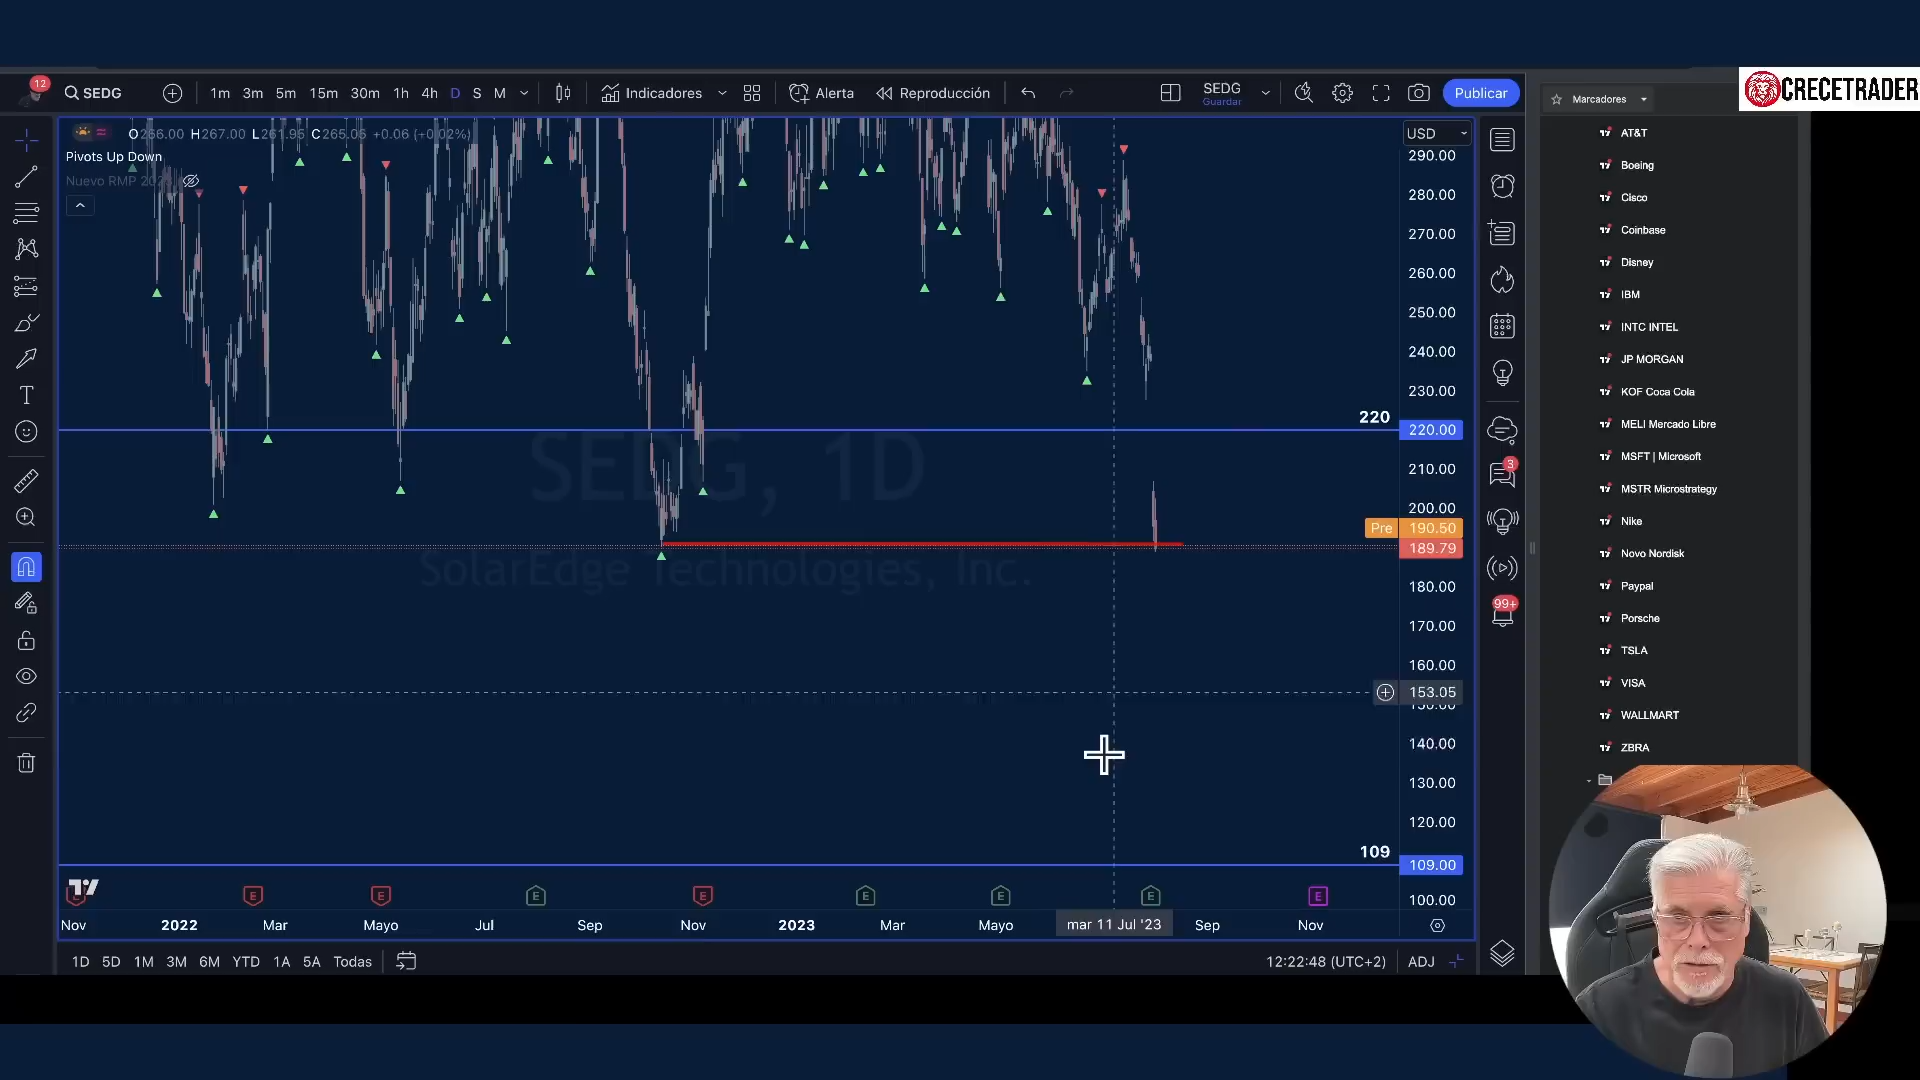 CRECETRADER
12
SEDG
1m 3m 5m 15m 30m 1h 4h D S M
Indicadores
Alerta
Reproducción
SEDG
Guardar
Publicar
Marcadores
O266.00 H267.00 L261.95 C265.05 +0.06 (+0.02%)
Pivots Up Down
USD
290.00
280.00
270.00
260.00
250.00
240.00
230.00
220
220.00
210.00
200.00
Pre 190.50
189.79
180.00
170.00
160.00
153.05
140.00
130.00
120.00
109
109.00
100.00
SEDG, 1D
SolarEdge Technologies, Inc.
3
99+
AT&T
Boeing
Cisco
Coinbase
Disney
IBM
INTC INTEL
JP MORGAN
KOF Coca Cola
MELI Mercado Libre
MSFT | Microsoft
MSTR Microstrategy
Nike
Novo Nordisk
Paypal
Porsche
TSLA
VISA
WALLMART
ZBRA
E E E E E E E E
Nov 2022 Mar Mayo Jul Sep Nov 2023 Mar Mayo mar 11 Jul '23 Sep Nov
1D 5D 1M 3M 6M YTD 1A 5A Todas
12:22:48 (UTC+2) ADJ